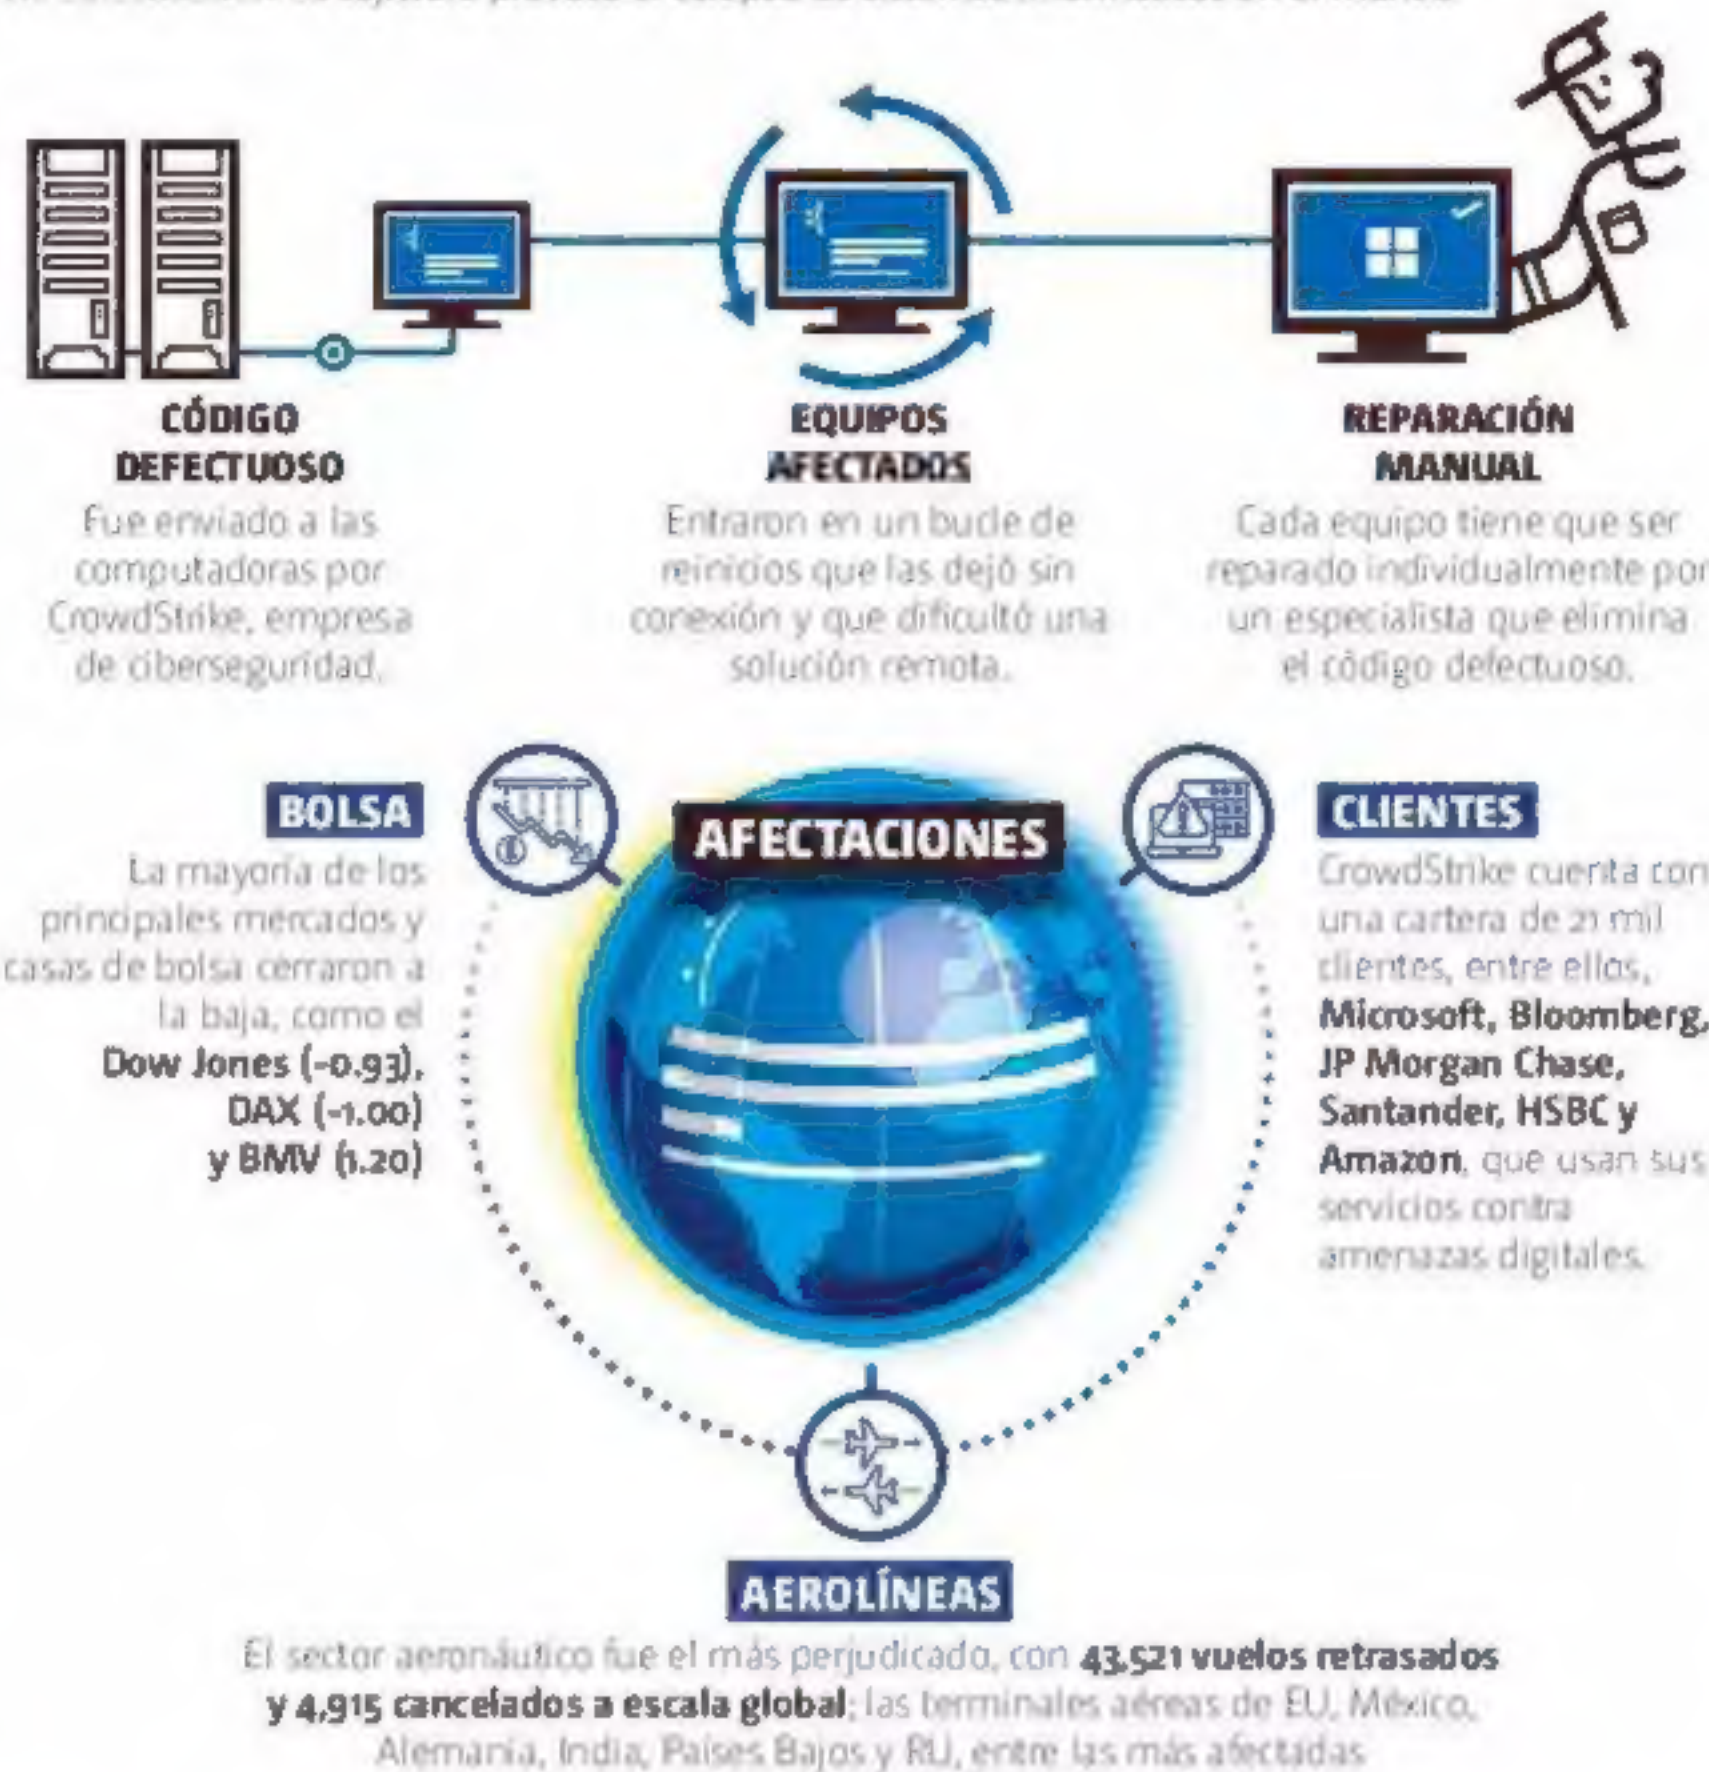 CÓDIGO
DEFECTUOSO
Fue enviado a las
computadoras por
CrowdStrike, empresa
de ciberseguridad.
EQUIPOS
AFECTADOS
Entraron en un bucle de
reinicios que las dejó sin
conexión y que dificultó una
solución remota.
REPARACIÓN
MANUAL
Cada equipo tiene que ser
reparado individualmente por
un especialista que elimina
el código defectuoso.
AFECTACIONES
BOLSA
La mayoría de los
principales mercados y
casas de bolsa cerraron a
la baja, como el
Dow Jones (-0.93),
DAX (-1.00)
y BMV (1.20)
CLIENTES
CrowdStrike cuenta con
una cartera de 21 mil
clientes, entre ellos,
Microsoft, Bloomberg,
JP Morgan Chase,
Santander, HSBC y
Amazon, que usan sus
servicios contra
amenazas digitales.
AEROLÍNEAS
El sector aeronáutico fue el más perjudicado, con 43,521 vuelos retrasados
y 4,915 cancelados a escala global; las terminales aéreas de EU, México,
Alemania, India, Países Bajos y RU, entre las más afectadas